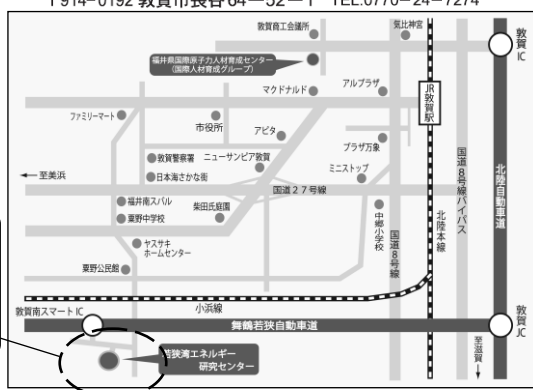 〒914-0192 敦賀市長谷64－52－1　TEL.0770－24－7274
敦賀商工会議所
気比神宮
敦賀
IC
福井県国際原子力人材育成センター
(国際人材育成グループ)
マクドナルド
アルプラザ
JR敦賀駅
ファミリーマート
市役所
アピタ
プラザ万象
敦賀警察署
ニューサンピア敦賀
ミニストップ
←至美浜
日本海さかな街
国道27号線
国道8号線バイパス
北陸自動車道
福井南スバル
柴田氏庭園
粟野中学校
中郷小学校
国道8号線
北陸本線
ヤスサキ
ホームセンター
粟野公民館
小浜線
敦賀南スマートIC
舞鶴若狭自動車道
敦賀
JC
至滋賀
若狭湾エネルギー
研究センター